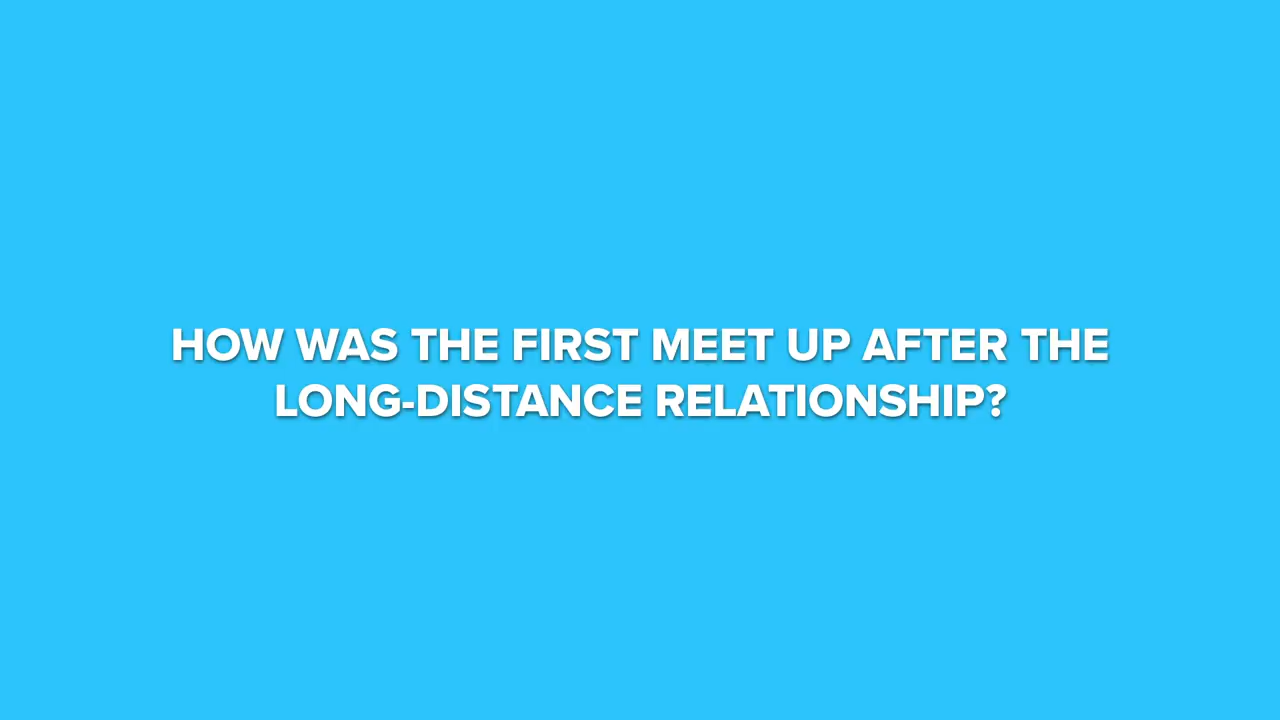 HOW WAS THE FIRST MEET UP AFTER THE
LONG-DISTANCE RELATIONSHIP?